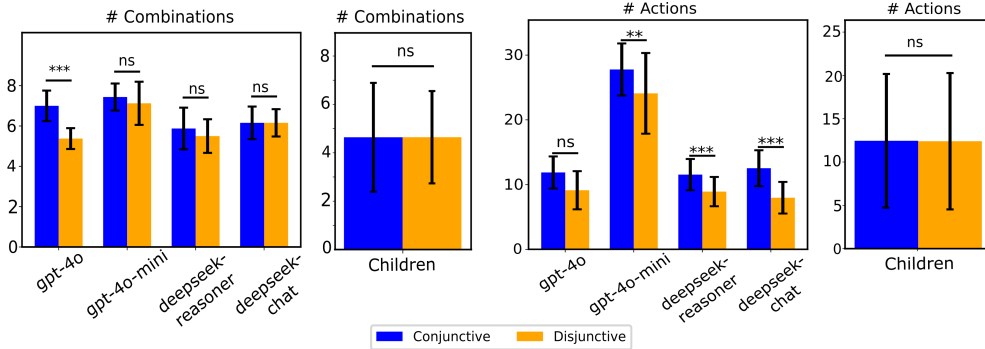 # Combinations
8
6
4
2
0
***
ns
ns
ns
gpt-4o
gpt-4o-mini
deepseek-
reasoner
deepseek-
chat
# Combinations
8
6
4
2
0
ns
Children
# Actions
30
20
10
0
ns
**
***
***
gpt-4o
gpt-4o-mini
deepseek-
reasoner
deepseek-
chat
# Actions
25
20
15
10
5
0
ns
Children
Conjunctive
Disjunctive